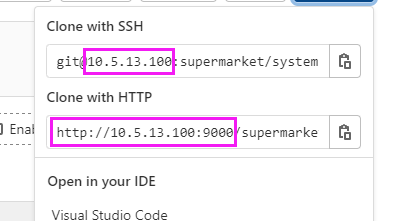 Clone with SSH
git@10.5.13.100:supermarket/system
Clone with HTTP
Enab
http://10.5.13.100:9000/supermarke
Open in your IDE
Visual Studio Code